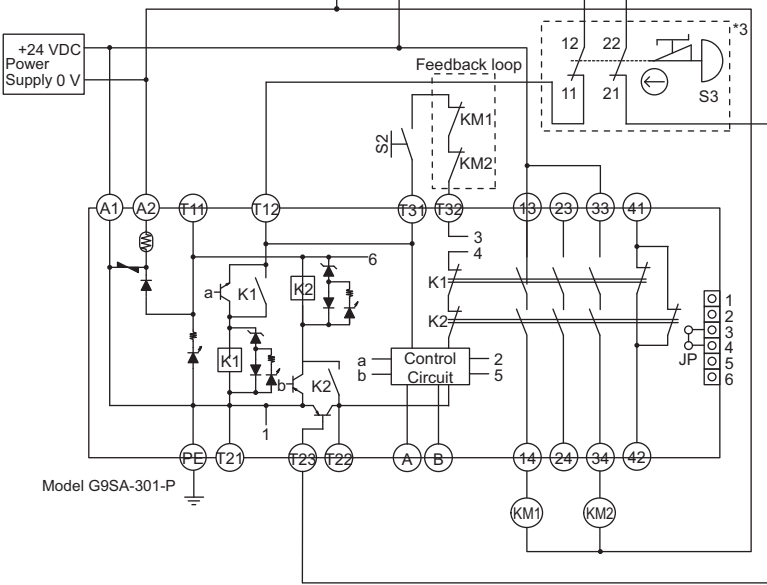 +24 VDC
Power
Supply 0 V
12 22 *3
11 21 S3
Feedback loop
S2 KM1
KM2
A1 A2 T11 T12 T31 T32 13 23 33 41
3
4
6
a K1 K2
K1
K2
1
2
3
4
5
6
JP
K1
b K2
a
b
Control
Circuit
2
5
1
PE T21 T23 T22 A B 14 24 34 42
Model G9SA-301-P
KM1 KM2